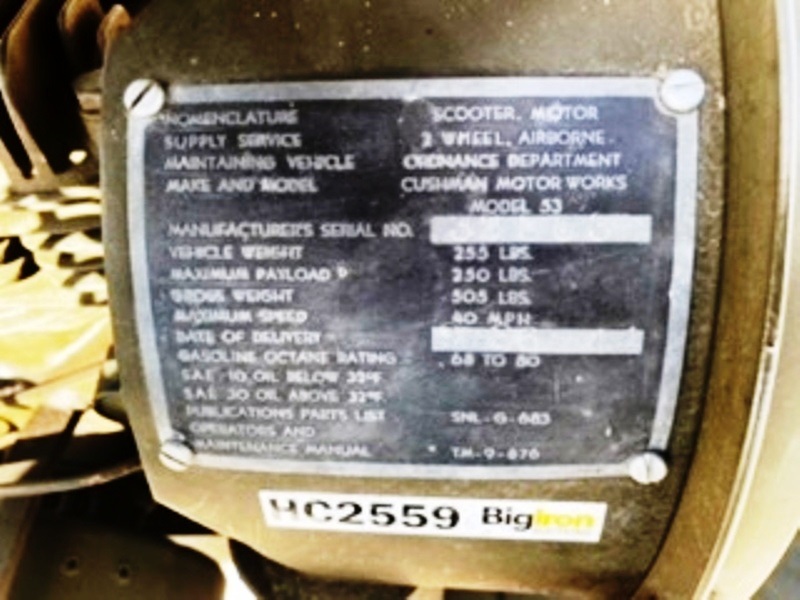 NOMENCLATURE SCOOTER, MOTOR
SUPPLY SERVICE 2 WHEEL, AIRBORNE
MAINTAINING VEHICLE ORDNANCE DEPARTMENT
MAKE AND MODEL CUSHMAN MOTOR WORKS
MODEL 53
MANUFACTURER'S SERIAL NO.
VEHICLE WEIGHT 255 LBS.
MAXIMUM PAYLOAD 250 LBS.
GROSS WEIGHT 505 LBS.
MAXIMUM SPEED 40 MPH
DATE OF DELIVERY
GASOLINE OCTANE RATING 68 TO 80
S.A.E. 10 OIL BELOW 32°F.
S.A.E. 30 OIL ABOVE 32°F.
PUBLICATIONS PARTS LIST SNL-G-683
OPERATORS AND
MAINTENANCE MANUAL TM-9-876
HC2559 BigIron